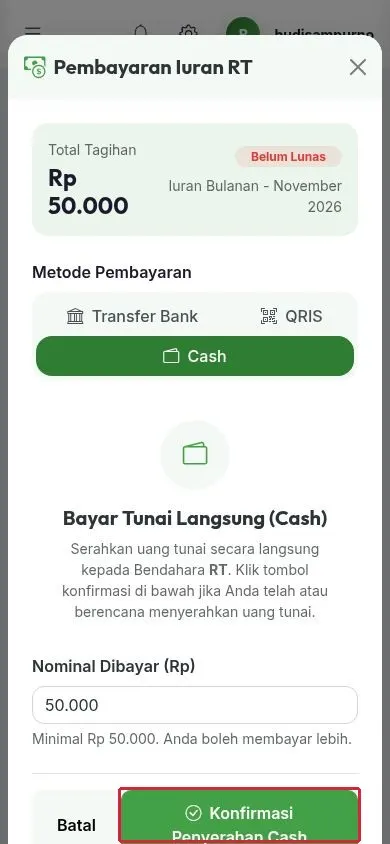 budisampurno
Pembayaran Iuran RT
Total Tagihan
Rp
50.000
Belum Lunas
Iuran Bulanan - November
2026
Metode Pembayaran
Transfer Bank
QRIS
Cash
Bayar Tunai Langsung (Cash)
Serahkan uang tunai secara langsung
kepada Bendahara RT. Klik tombol
konfirmasi di bawah jika Anda telah atau
berencana menyerahkan uang tunai.
Nominal Dibayar (Rp)
50.000
Minimal Rp 50.000. Anda boleh membayar lebih.
Batal
Konfirmasi
Penyerahan Cash